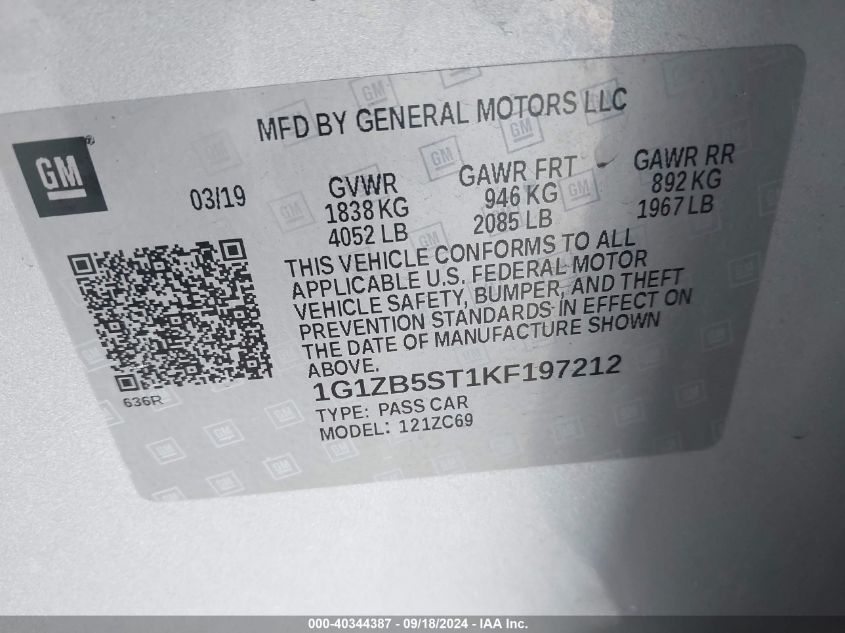 MFD BY GENERAL MOTORS LLC
GM®
03/19
GVWR
1838 KG
4052 LB
GAWR FRT
946 KG
2085 LB
GAWR RR
892 KG
1967 LB
THIS VEHICLE CONFORMS TO ALL
APPLICABLE U.S. FEDERAL MOTOR
VEHICLE SAFETY, BUMPER, AND THEFT
PREVENTION STANDARDS IN EFFECT ON
THE DATE OF MANUFACTURE SHOWN
ABOVE.
1G1ZB5ST1KF197212
TYPE: PASS CAR
MODEL: 121ZC69
636R
000-40344387 - 09/18/2024 - IAA Inc.